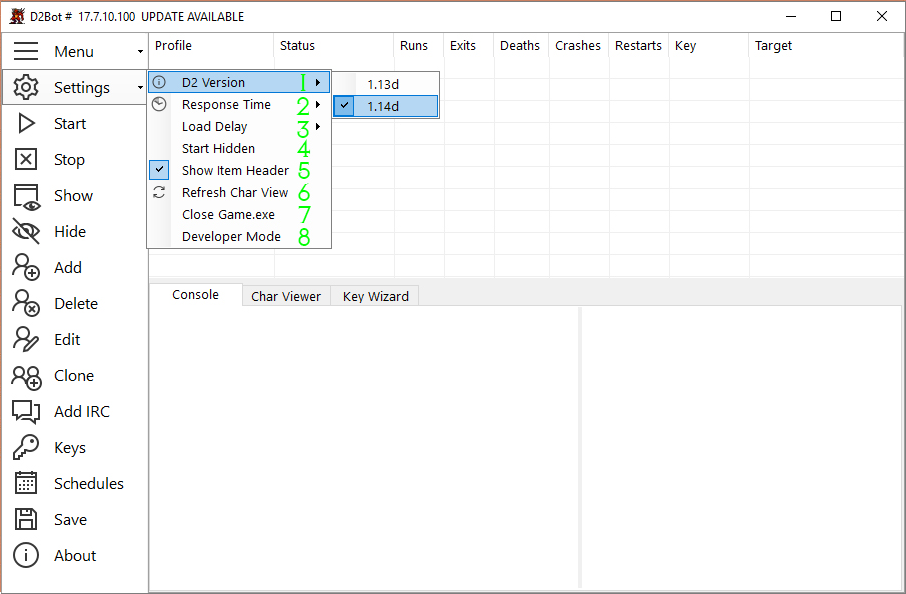 D2Bot # 17.7.10.100 UPDATE AVAILABLE
Menu
Profile Status Runs Exits Deaths Crashes Restarts Key Target
Settings
D2 Version 1
1.13d
Response Time 2
1.14d
Load Delay 3
Start Hidden 4
Show Item Header 5
Refresh Char View 6
Close Game.exe 7
Developer Mode 8
Start
Stop
Show
Hide
Add
Delete
Edit
Clone
Add IRC
Keys
Schedules
Save
About
Console Char Viewer Key Wizard